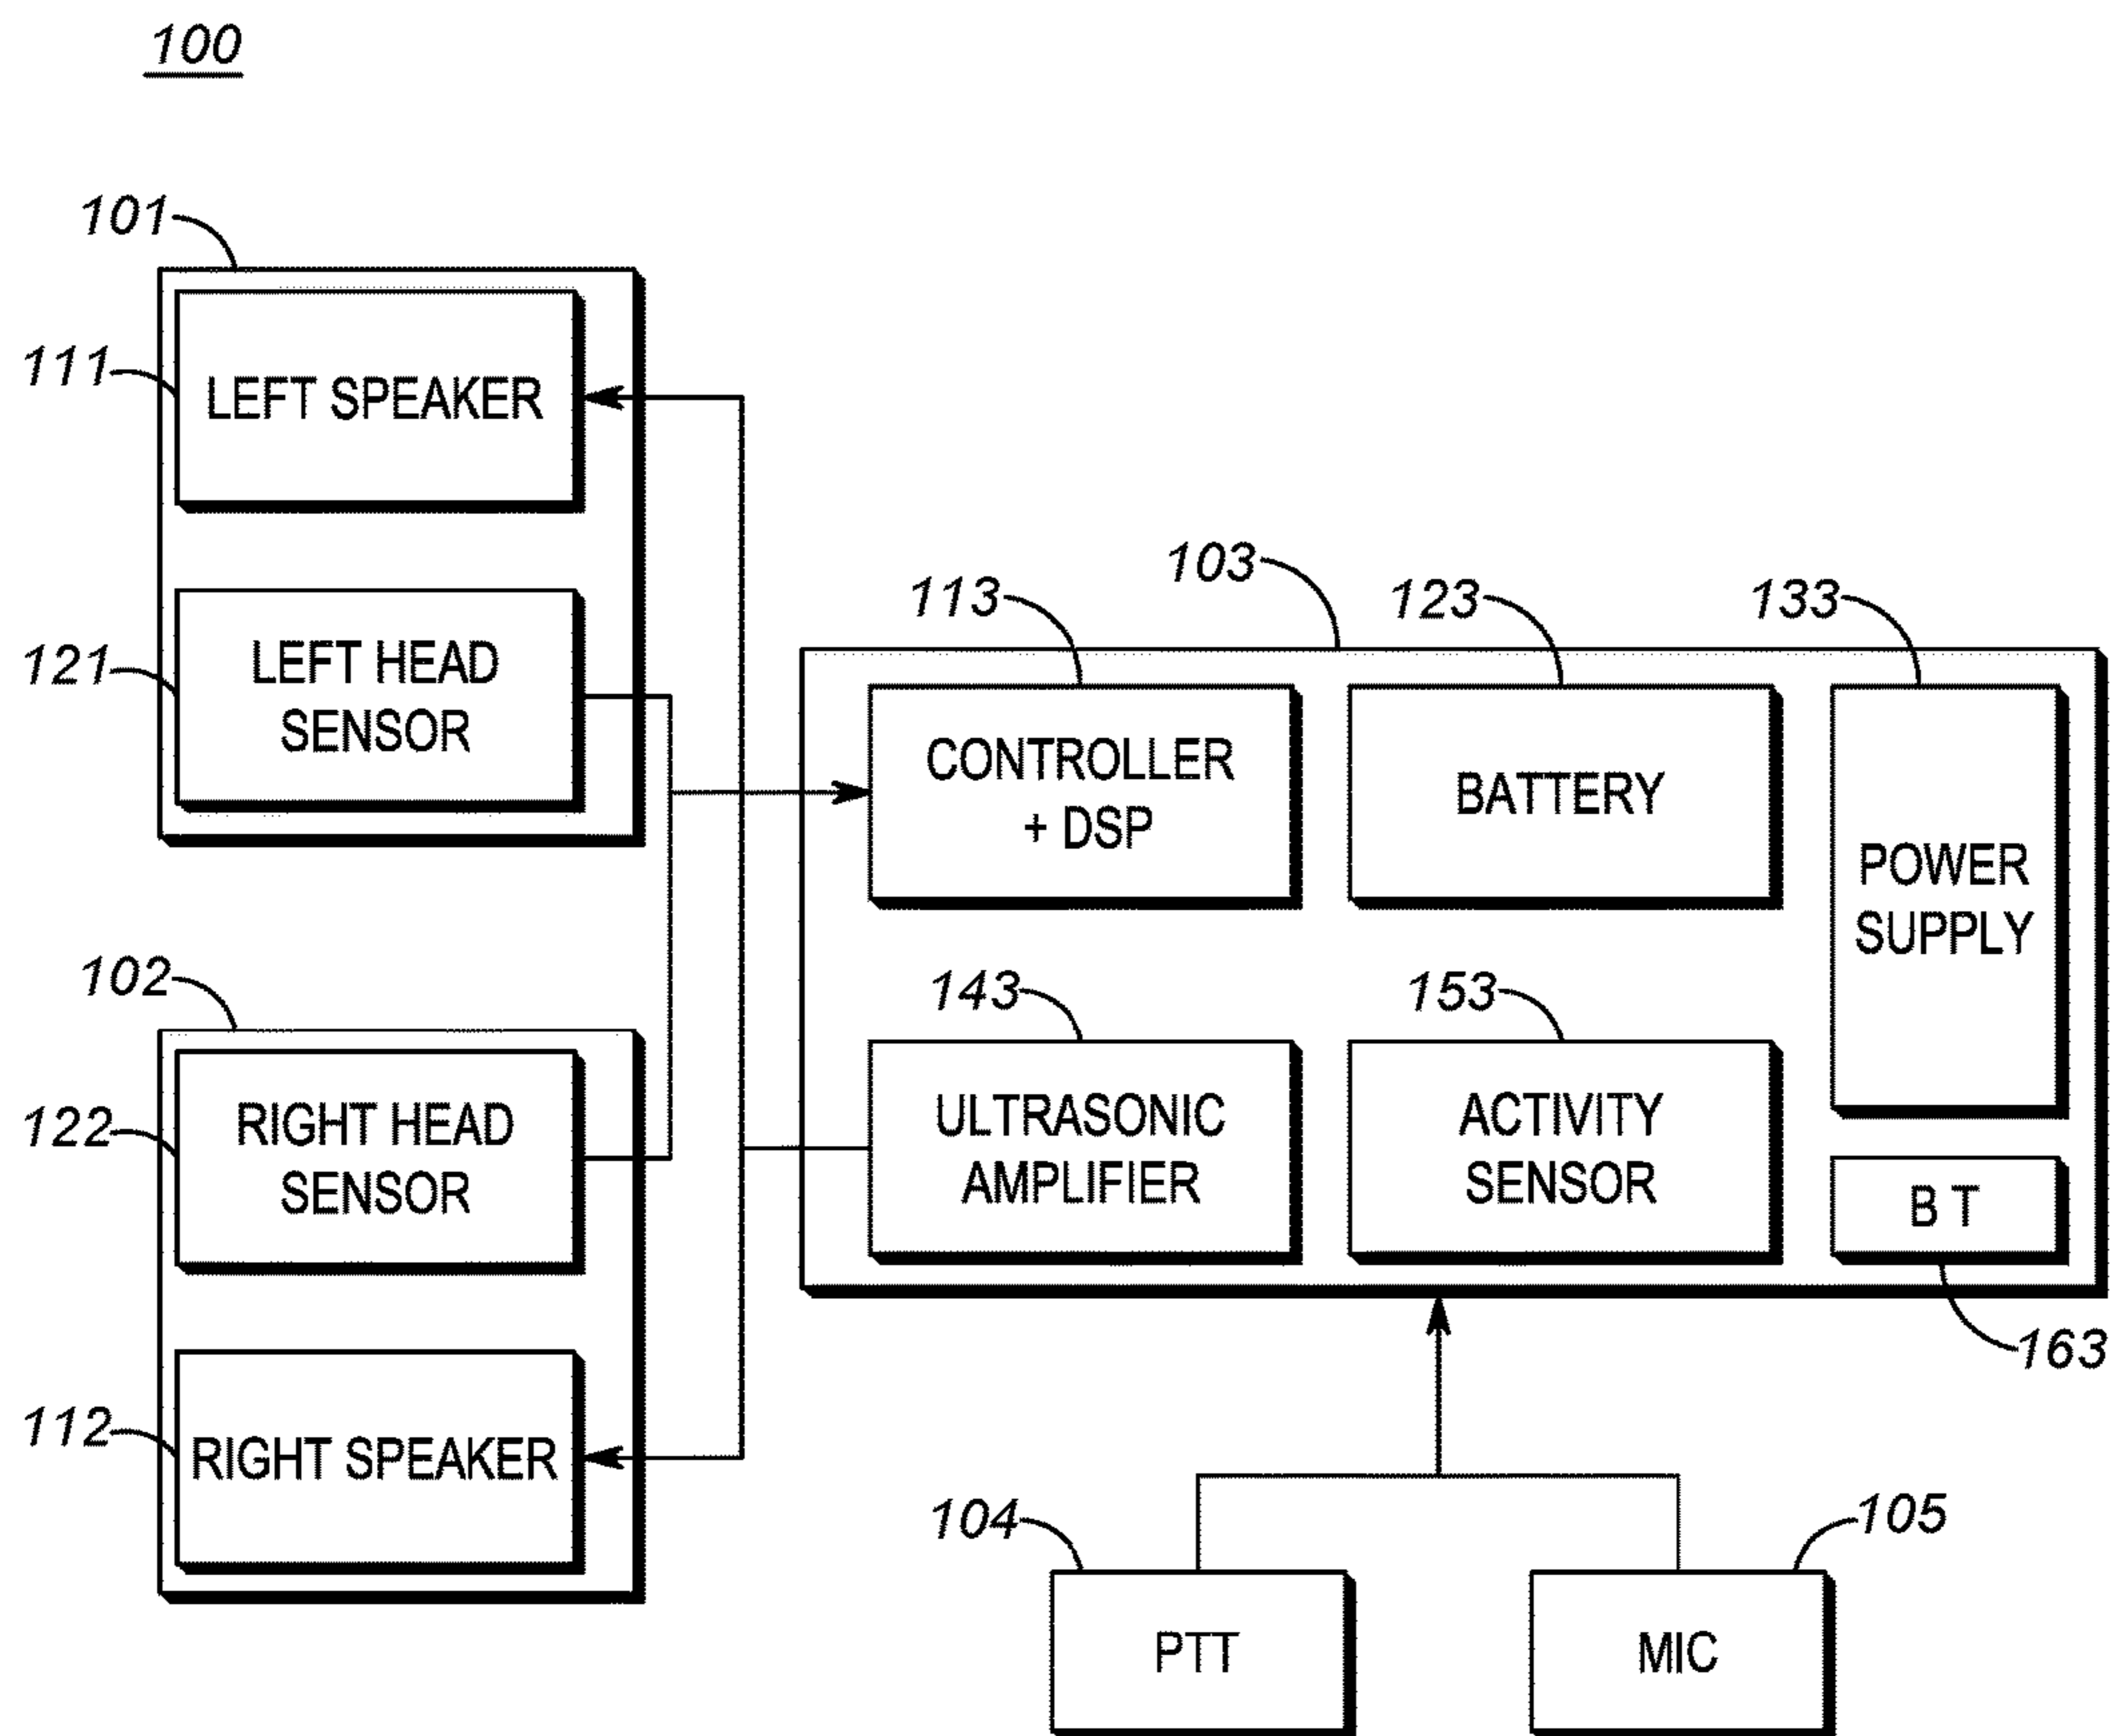 100
101
111
LEFT SPEAKER
121
LEFT HEAD
SENSOR
102
122
RIGHT HEAD
SENSOR
112
RIGHT SPEAKER
103
113
CONTROLLER
+ DSP
123
BATTERY
133
POWER
SUPPLY
143
ULTRASONIC
AMPLIFIER
153
ACTIVITY
SENSOR
B T
163
104
PTT
105
MIC